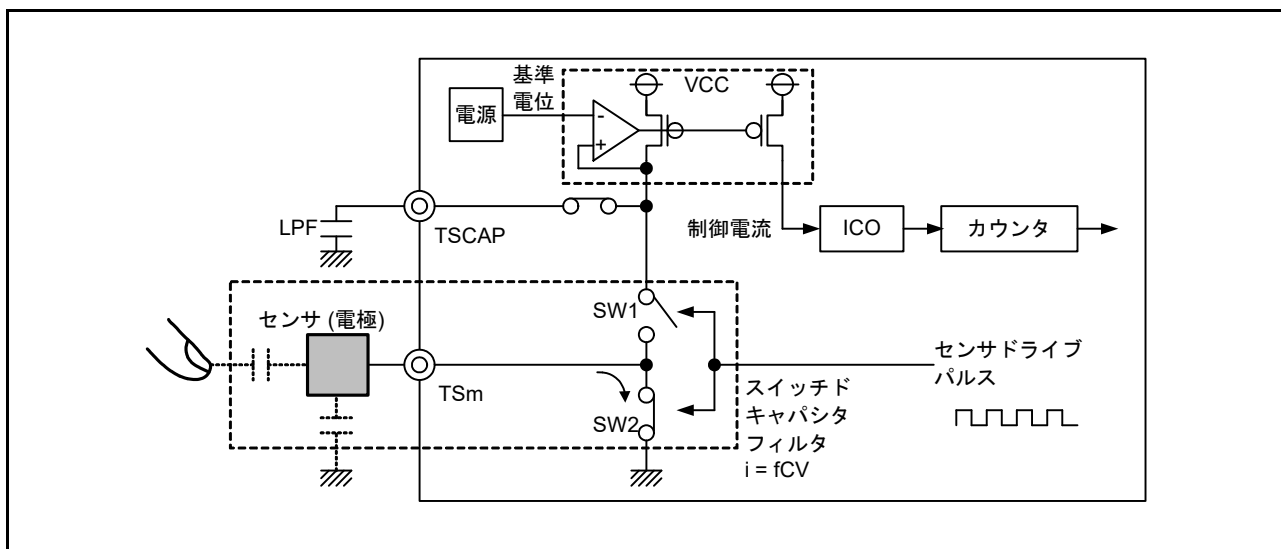 基準
電位
VCC
電源
-
+
LPF
TSCAP
制御電流
ICO
カウンタ
SW1
センサ (電極)
センサドライブ
パルス
TSm
SW2
スイッチド
キャパシタ
フィルタ
i = fCV